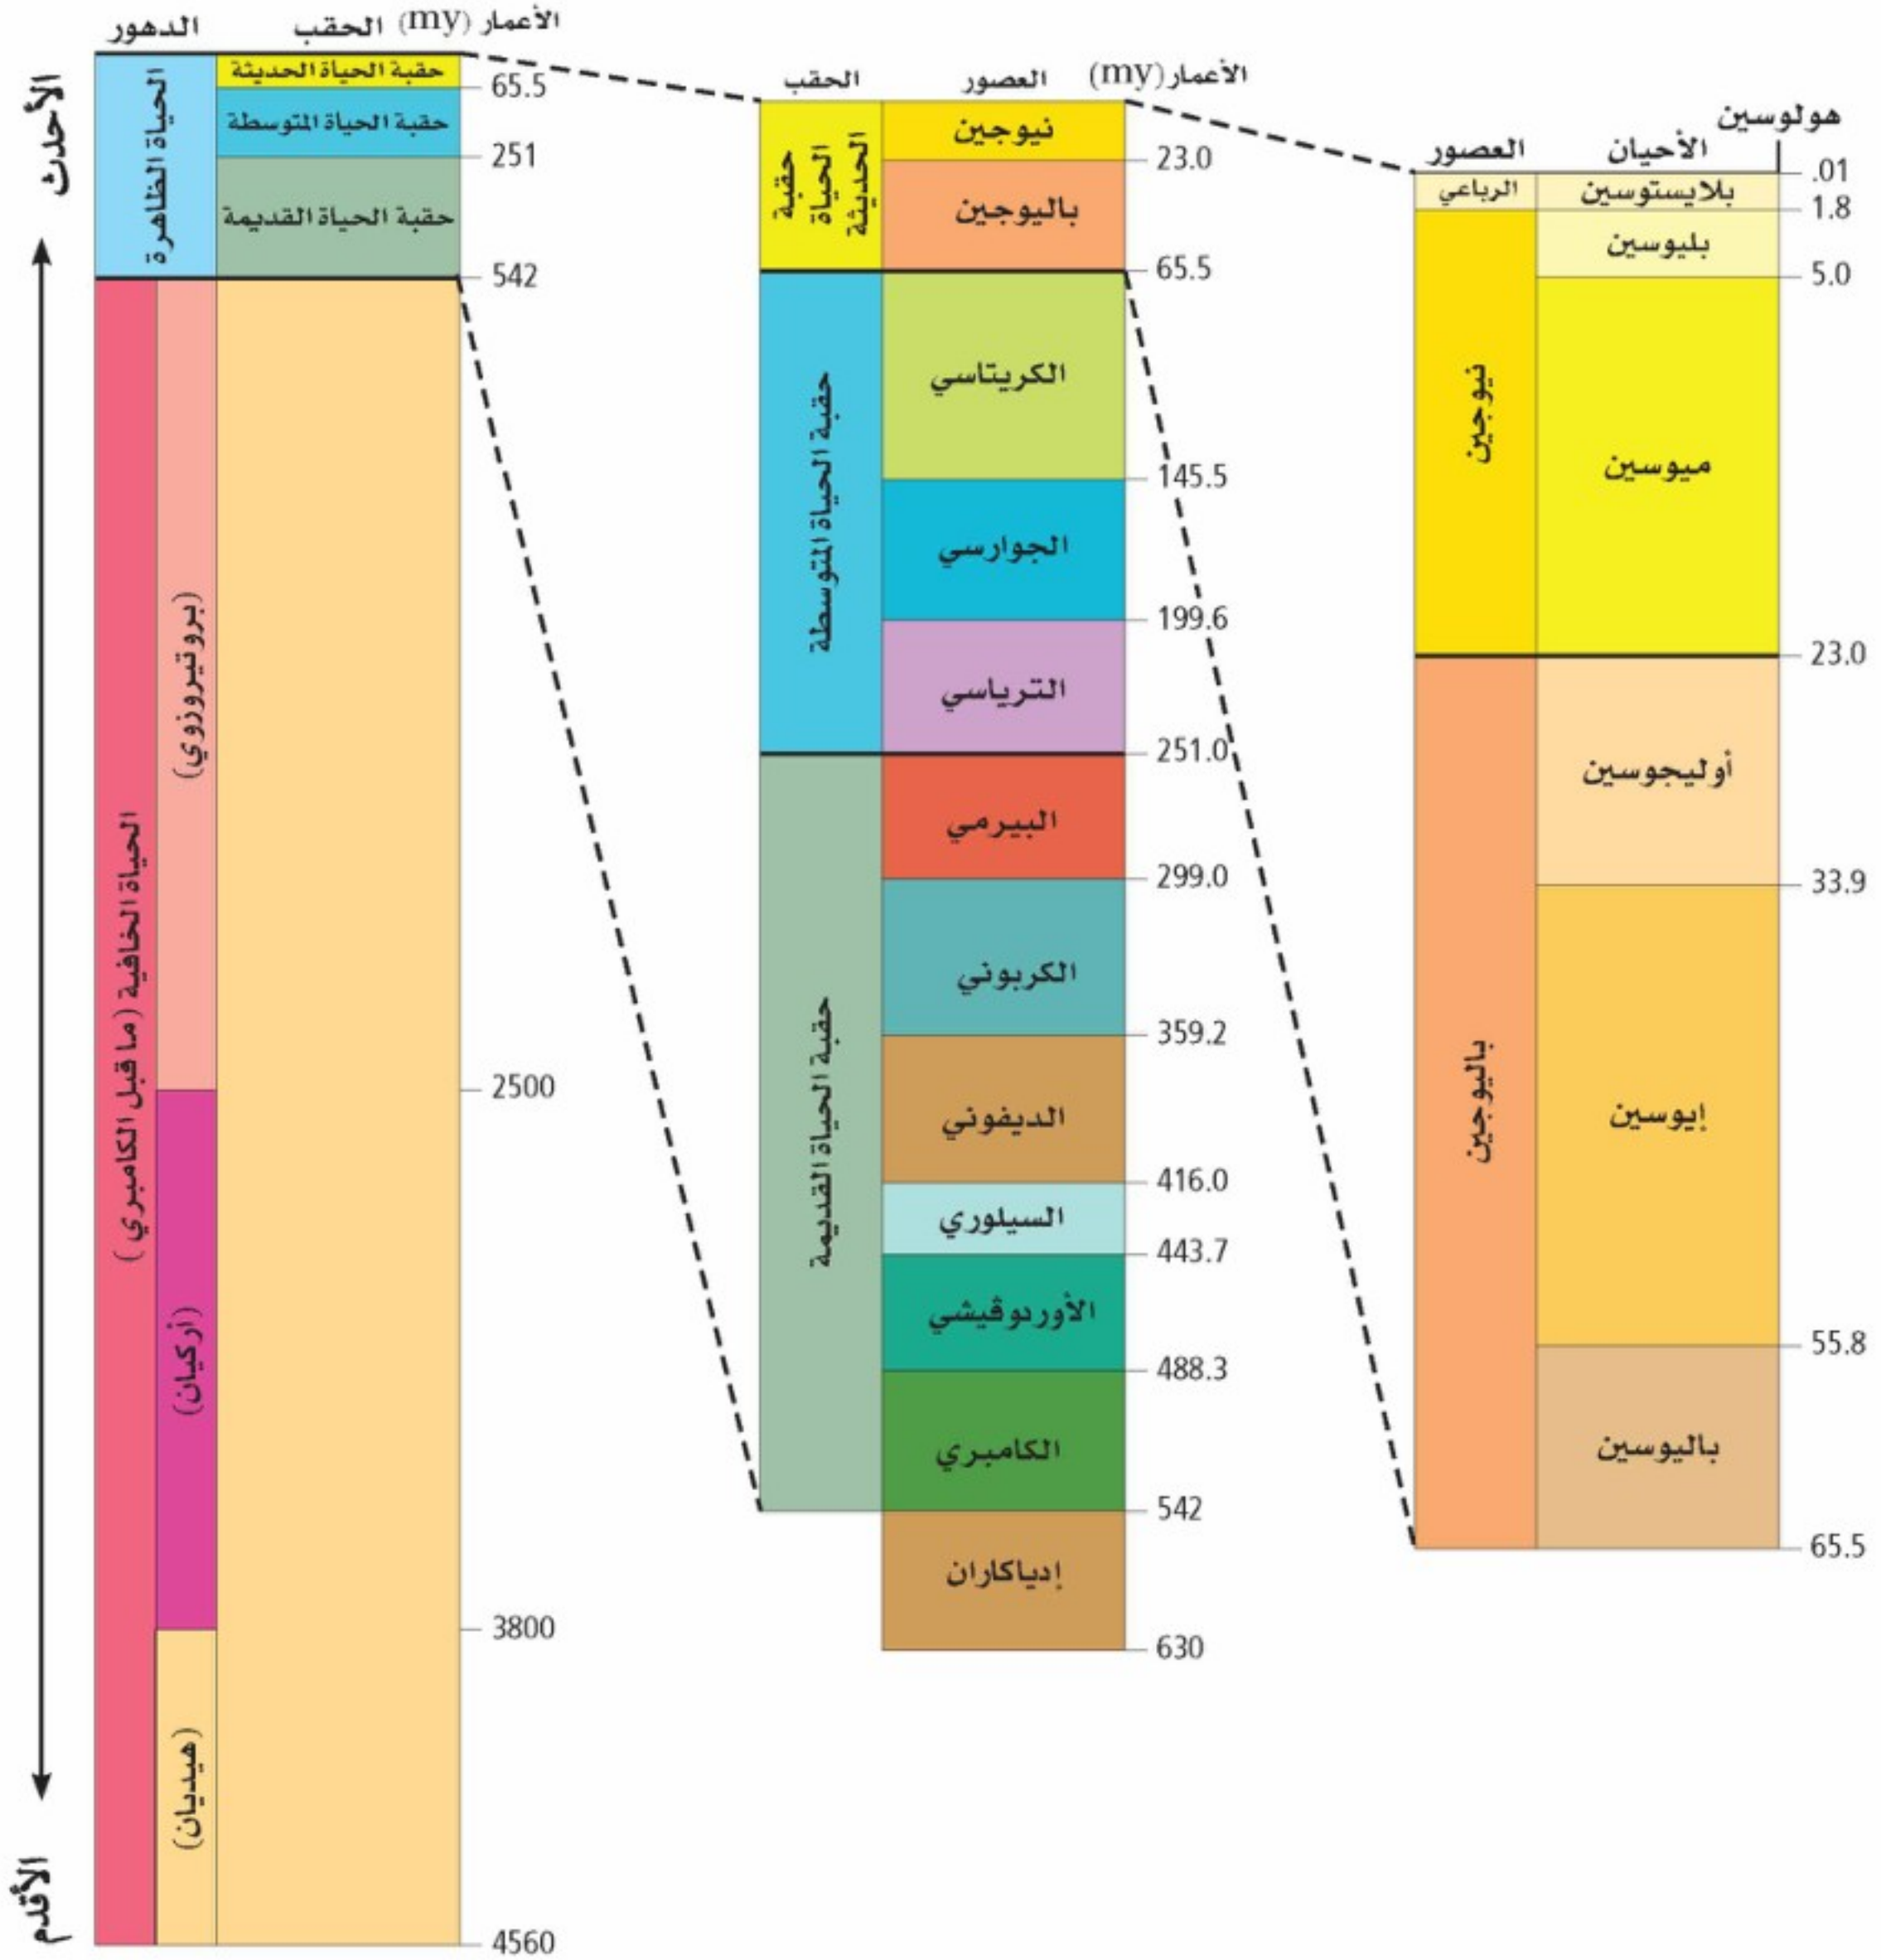 الأحدث
الأقدم
الدهور
الحقب
الأعمار (my)
الحياة الظاهرة
حقبة الحياة الحديثة
65.5
حقبة الحياة المتوسطة
251
حقبة الحياة القديمة
542
الحياة الخافية (ما قبل الكامبري)
(بروتيروزوي)
2500
(أركيان)
3800
(هيديان)
4560
الحقب
العصور
الأعمار (my)
حقبة
الحياة
الحديثة
نيوجين
23.0
باليوجين
65.5
حقبة الحياة المتوسطة
الكريتاسي
145.5
الجوارسي
199.6
الترياسي
251.0
حقبة الحياة القديمة
البيرمي
299.0
الكربوني
359.2
الديفوني
416.0
السيلوري
443.7
الأوردوڤيشي
488.3
الكامبري
542
إدياكاران
630
العصور
الأحيان
هولوسين
.01
الرباعي
بلايستوسين
1.8
نيوجين
بليوسين
5.0
ميوسين
23.0
باليوجين
أوليجوسين
33.9
إيوسين
55.8
باليوسين
65.5